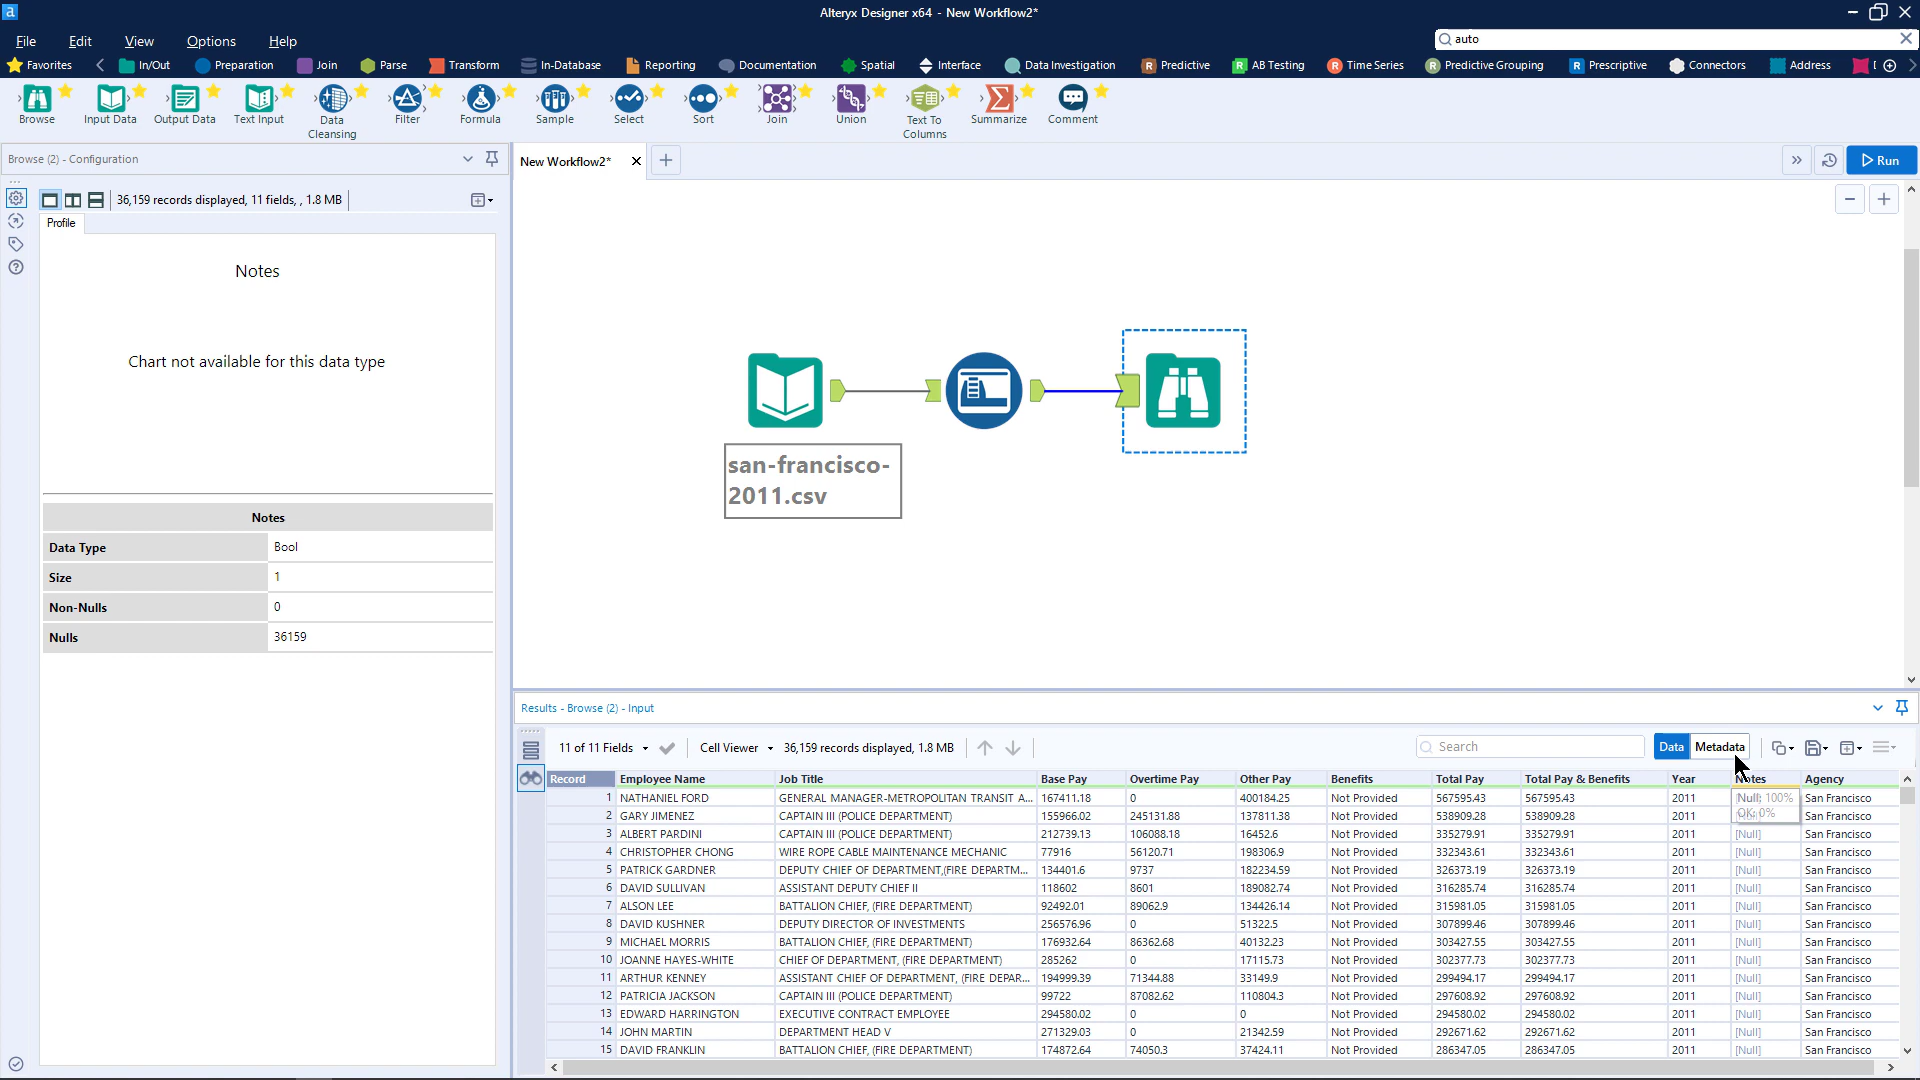 Alteryx Designer x64 - New Workflow2*
File Edit View Options Help
auto
Favorites In/Out Preparation Join Parse Transform In-Database Reporting Documentation Spatial Interface Data Investigation Predictive AB Testing Time Series Predictive Grouping Prescriptive Connectors Address
Browse Input Data Output Data Text Input Data Cleansing Filter Formula Sample Select Sort Join Union Text To Columns Summarize Comment
Browse (2) - Configuration
New Workflow2*
Run
36,159 records displayed, 11 fields, , 1.8 MB
Profile
Notes
Chart not available for this data type
Notes
Data Type Bool
Size 1
Non-Nulls 0
Nulls 36159
san-francisco-
2011.csv
Results - Browse (2) - Input
11 of 11 Fields Cell Viewer 36,159 records displayed, 1.8 MB Search Data Metadata
Record Employee Name Job Title Base Pay Overtime Pay Other Pay Benefits Total Pay Total Pay & Benefits Year Notes Agency
1 NATHANIEL FORD GENERAL MANAGER-METROPOLITAN TRANSIT A... 167411.18 0 400184.25 Not Provided 567595.43 567595.43 2011 Null: 100% San Francisco
2 GARY JIMENEZ CAPTAIN III (POLICE DEPARTMENT) 155966.02 245131.88 137811.38 Not Provided 538909.28 538909.28 2011 OK: 0% San Francisco
3 ALBERT PARDINI CAPTAIN III (POLICE DEPARTMENT) 212739.13 106088.18 16452.6 Not Provided 335279.91 335279.91 2011 [Null] San Francisco
4 CHRISTOPHER CHONG WIRE ROPE CABLE MAINTENANCE MECHANIC 77916 56120.71 198306.9 Not Provided 332343.61 332343.61 2011 [Null] San Francisco
5 PATRICK GARDNER DEPUTY CHIEF OF DEPARTMENT,(FIRE DEPARTM... 134401.6 9737 182234.59 Not Provided 326373.19 326373.19 2011 [Null] San Francisco
6 DAVID SULLIVAN ASSISTANT DEPUTY CHIEF II 118602 8601 189082.74 Not Provided 316285.74 316285.74 2011 [Null] San Francisco
7 ALSON LEE BATTALION CHIEF, (FIRE DEPARTMENT) 92492.01 89062.9 134426.14 Not Provided 315981.05 315981.05 2011 [Null] San Francisco
8 DAVID KUSHNER DEPUTY DIRECTOR OF INVESTMENTS 256576.96 0 51322.5 Not Provided 307899.46 307899.46 2011 [Null] San Francisco
9 MICHAEL MORRIS BATTALION CHIEF, (FIRE DEPARTMENT) 176932.64 86362.68 40132.23 Not Provided 303427.55 303427.55 2011 [Null] San Francisco
10 JOANNE HAYES-WHITE CHIEF OF DEPARTMENT, (FIRE DEPARTMENT) 285262 0 17115.73 Not Provided 302377.73 302377.73 2011 [Null] San Francisco
11 ARTHUR KENNEY ASSISTANT CHIEF OF DEPARTMENT, (FIRE DEPAR... 194999.39 71344.88 33149.9 Not Provided 299494.17 299494.17 2011 [Null] San Francisco
12 PATRICIA JACKSON CAPTAIN III (POLICE DEPARTMENT) 99722 87082.62 110804.3 Not Provided 297608.92 297608.92 2011 [Null] San Francisco
13 EDWARD HARRINGTON EXECUTIVE CONTRACT EMPLOYEE 294580.02 0 0 Not Provided 294580.02 294580.02 2011 [Null] San Francisco
14 JOHN MARTIN DEPARTMENT HEAD V 271329.03 0 21342.59 Not Provided 292671.62 292671.62 2011 [Null] San Francisco
15 DAVID FRANKLIN BATTALION CHIEF, (FIRE DEPARTMENT) 174872.64 74050.3 37424.11 Not Provided 286347.05 286347.05 2011 [Null] San Francisco